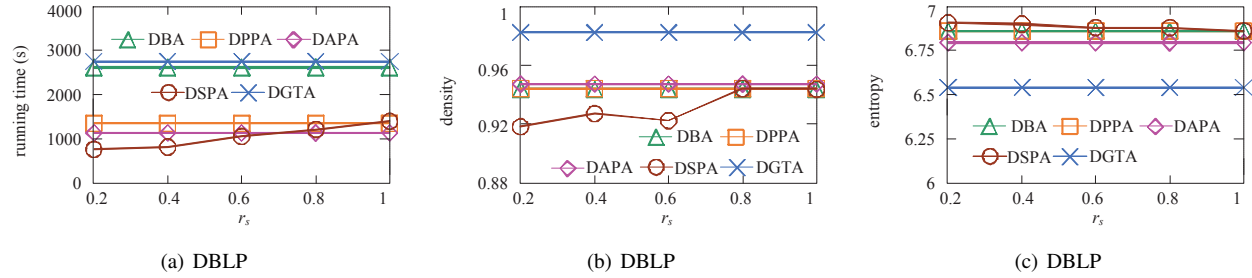 4000
3000
2000
1000
0
running time (s)
DBA DPPA DAPA
DSPA DGTA
0.2 0.4 0.6 0.8 1
r_s
(a) DBLP
1
0.96
0.92
0.88
density
DBA DPPA
DAPA DSPA DGTA
0.2 0.4 0.6 0.8 1
r_s
(b) DBLP
7
6.75
6.5
6.25
6
entropy
DBA DPPA DAPA
DSPA DGTA
0.2 0.4 0.6 0.8 1
r_s
(c) DBLP